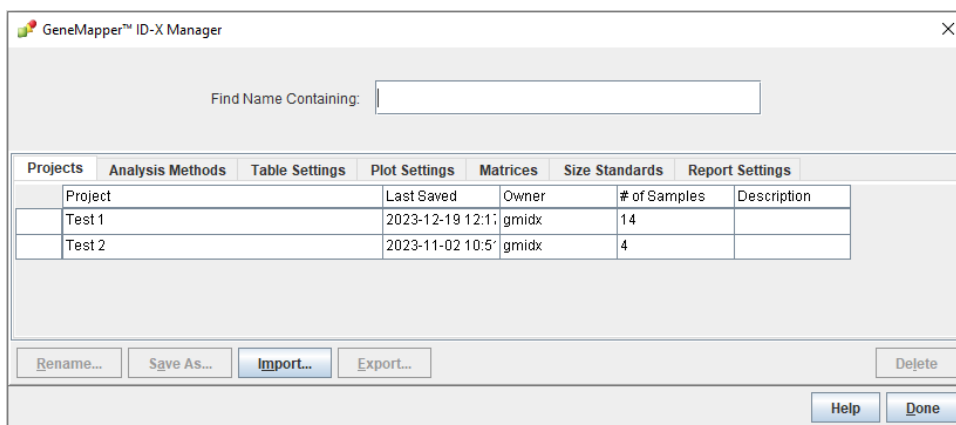 GeneMapper™ ID-X Manager
Find Name Containing:
Projects Analysis Methods Table Settings Plot Settings Matrices Size Standards Report Settings
Project Last Saved Owner # of Samples Description
Test 1 2023-12-19 12:17 gmidx 14
Test 2 2023-11-02 10:51 gmidx 4
Rename... Save As... Import... Export... Delete
Help Done